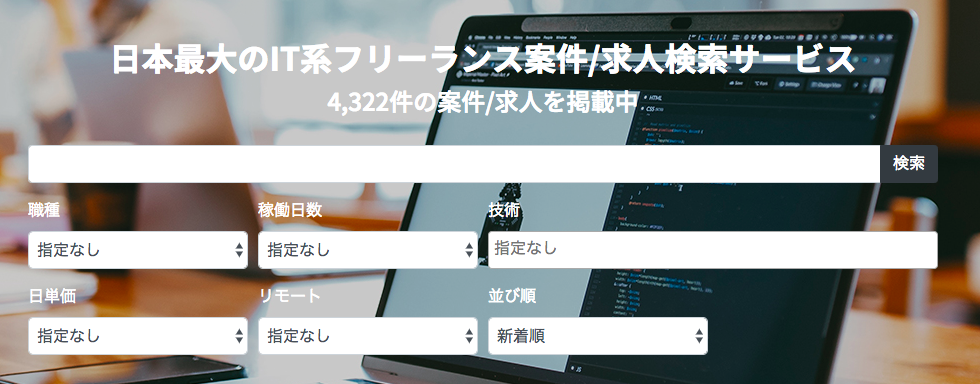 日本最大のIT系フリーランス案件/求人検索サービス
4,322件の案件/求人を掲載中
検索
職種
稼働日数
技術
指定なし
指定なし
指定なし
日単価
リモート
並び順
指定なし
指定なし
新着順
HTML
CSS
JS